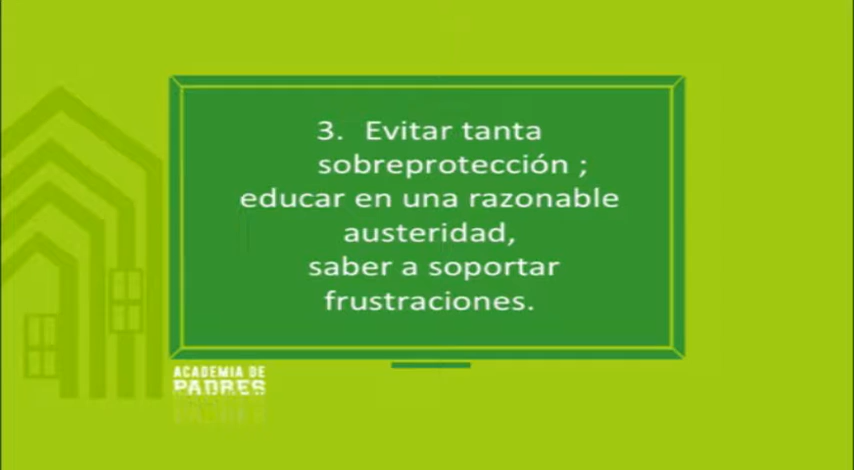 3. Evitar tanta
sobreprotección ;
educar en una razonable
austeridad,
saber a soportar
frustraciones.
ACADEMIA DE
PADRES